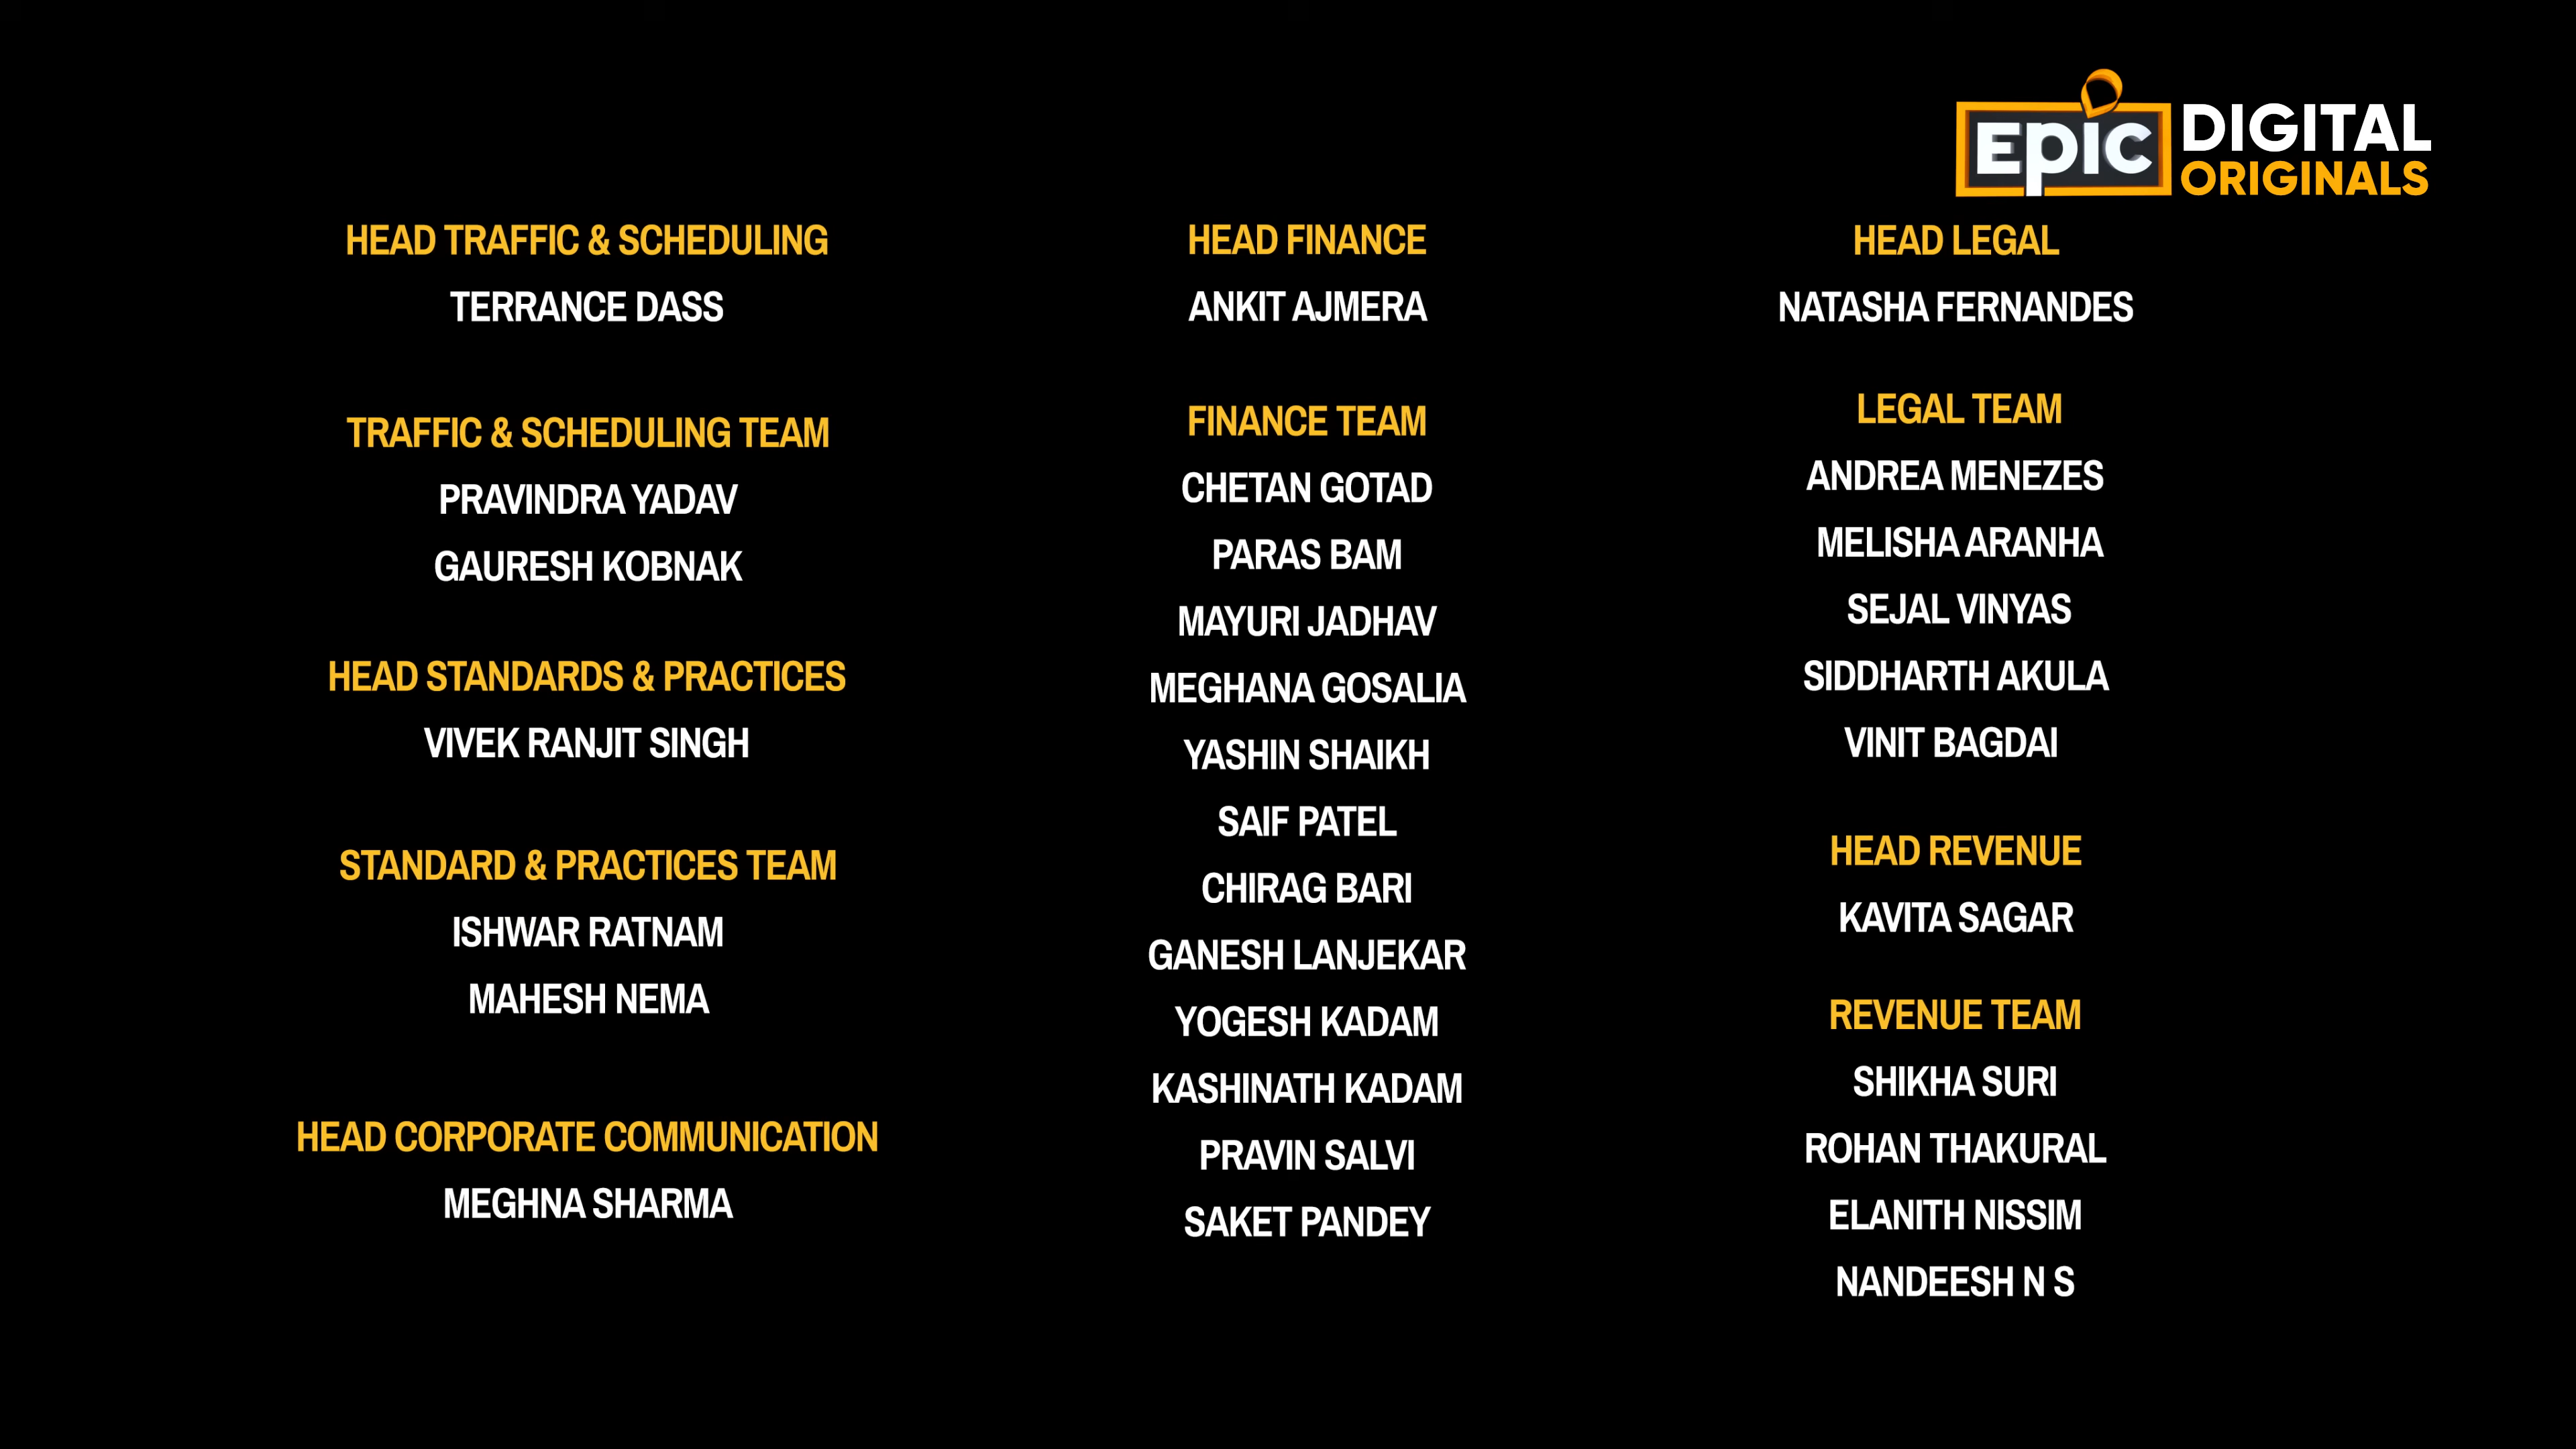 Epic DIGITAL
ORIGINALS
HEAD TRAFFIC & SCHEDULING
TERRANCE DASS
TRAFFIC & SCHEDULING TEAM
PRAVINDRA YADAV
GAURESH KOBNAK
HEAD STANDARDS & PRACTICES
VIVEK RANJIT SINGH
STANDARD & PRACTICES TEAM
ISHWAR RATNAM
MAHESH NEMA
HEAD CORPORATE COMMUNICATION
MEGHNA SHARMA
HEAD FINANCE
ANKIT AJMERA
FINANCE TEAM
CHETAN GOTAD
PARAS BAM
MAYURI JADHAV
MEGHANA GOSALIA
YASHIN SHAIKH
SAIF PATEL
CHIRAG BARI
GANESH LANJEKAR
YOGESH KADAM
KASHINATH KADAM
PRAVIN SALVI
SAKET PANDEY
HEAD LEGAL
NATASHA FERNANDES
LEGAL TEAM
ANDREA MENEZES
MELISHA ARANHA
SEJAL VINYAS
SIDDHARTH AKULA
VINIT BAGDAI
HEAD REVENUE
KAVITA SAGAR
REVENUE TEAM
SHIKHA SURI
ROHAN THAKURAL
ELANITH NISSIM
NANDEESH N S